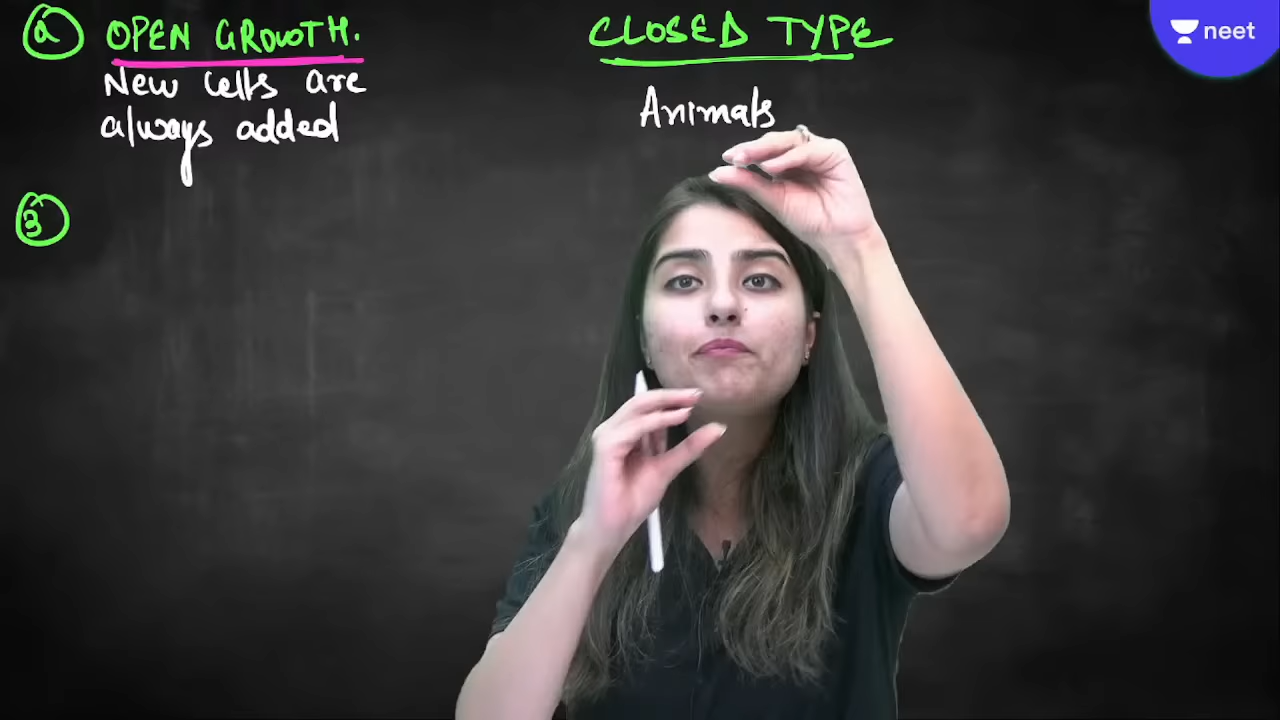 a OPEN GROWTH.
CLOSED TYPE
New cells are
always added
Animals
3
neet